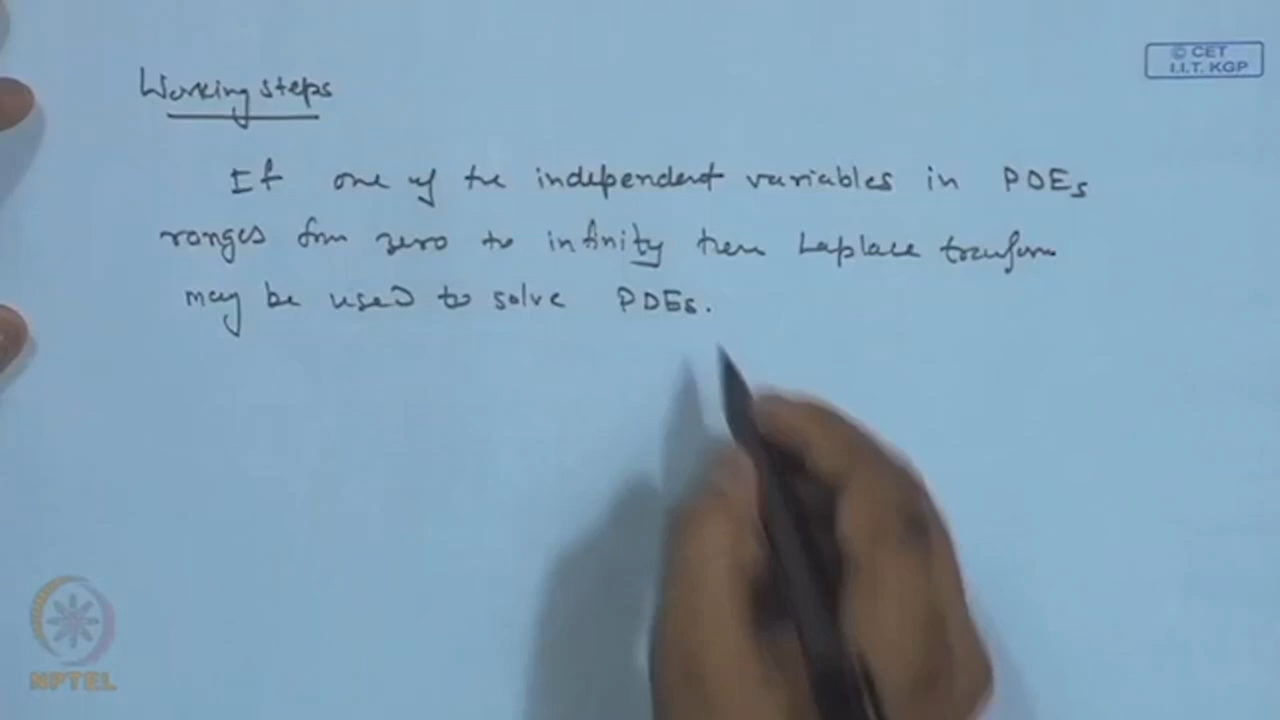 © CET
I.I.T. KGP
Working steps
If one of the independent variables in PDEs
ranges from zero to infinity then Laplace transform
may be used to solve PDEs.
NPTEL